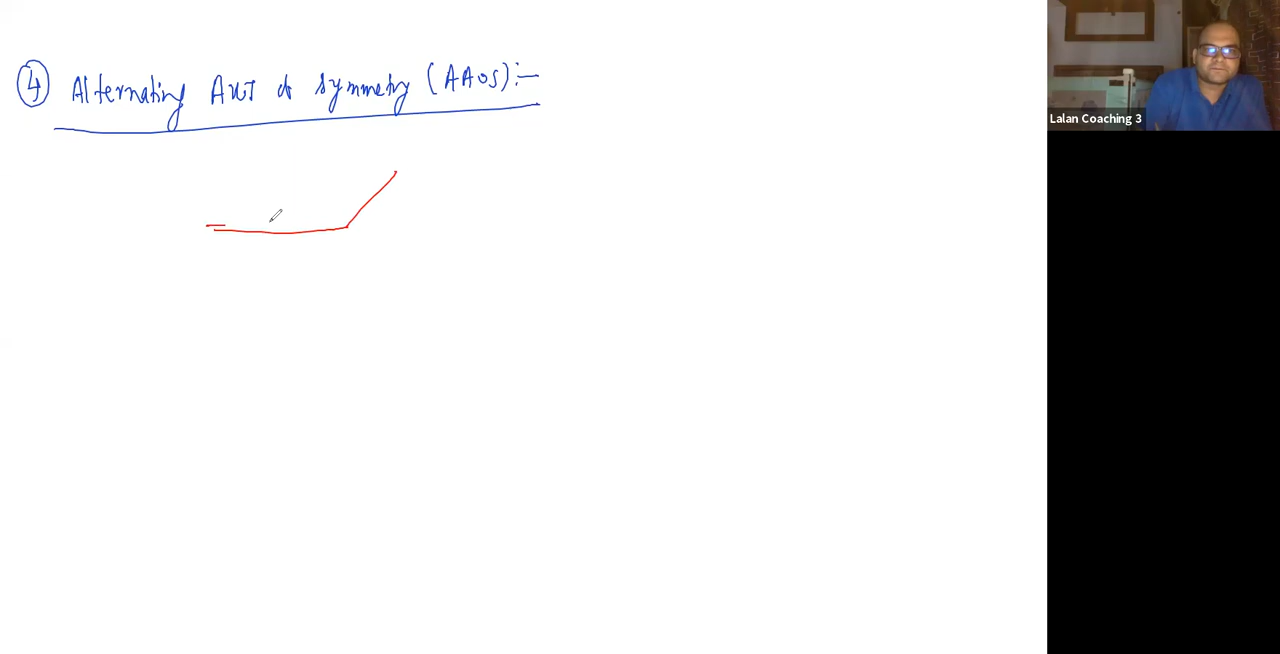 ④ Alternating Axis of symmetry (AAOS):-
Lalan Coaching 3